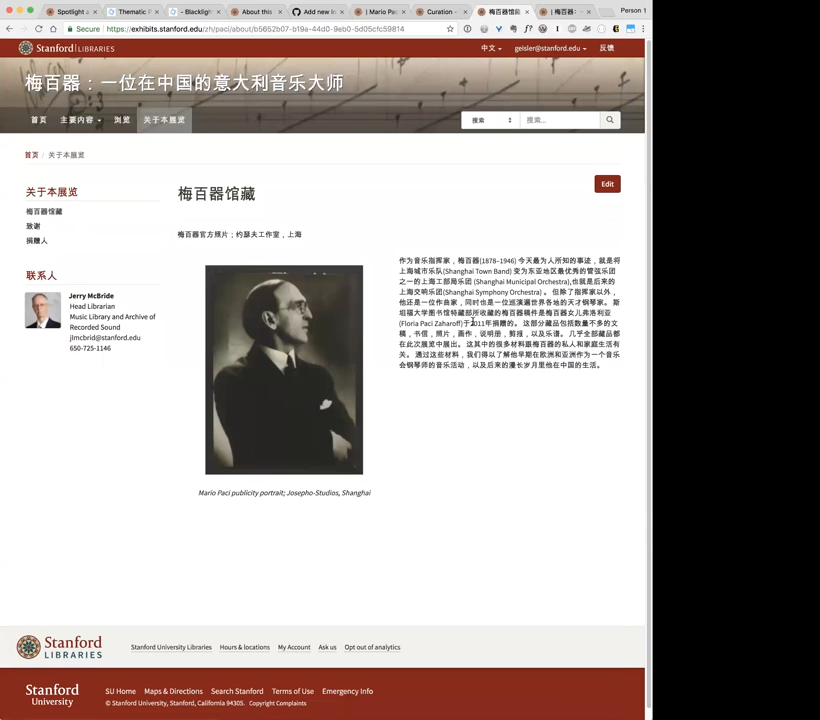 Spotlight a
Thematic P
- Blackligh
About this
Add new In
| Mario Pac
Curation -
梅百器馆藏
| 梅百器：一
Person 1
Secure
https://exhibits.stanford.edu/zh/paci/about/b5652b07-b19a-44d0-9eb0-5d05cfc59814
Stanford | LIBRARIES
中文
geisler@stanford.edu
反馈
梅百器：一位在中国的意大利音乐大师
首页
主要内容
浏览
关于本展览
搜索
搜索...
首页 / 关于本展览
关于本展览
梅百器馆藏
致谢
捐赠人
联系人
Jerry McBride
Head Librarian
Music Library and Archive of
Recorded Sound
jlmcbrid@stanford.edu
650-725-1146
梅百器馆藏
Edit
梅百器官方照片；约瑟夫工作室，上海
Mario Paci publicity portrait; Josepho-Studios, Shanghai
作为音乐指挥家，梅百器(1878–1946) 今天最为人所知的事迹，就是将
上海城市乐队(Shanghai Town Band) 变为东亚地区最优秀的管弦乐团
之一的上海工部局乐团 (Shanghai Municipal Orchestra),也就是后来的
上海交响乐团(Shanghai Symphony Orchestra) 。 但除了指挥家以外，
他还是一位作曲家，同时也是一位巡演遍世界各地的天才钢琴家。 斯
坦福大学图书馆特藏部所收藏的梅百器稿件是梅百器女儿弗洛利亚
(Floria Paci Zaharoff)于2011年捐赠的。 这部分藏品包括数量不多的文
稿，书信，照片，画作，说明册，剪报，以及乐谱。 几乎全部藏品都
在此次展览中展出。 这其中的很多材料跟梅百器的私人和家庭生活有
关。 通过这些材料，我们得以了解他早期在欧洲和亚洲作为一个音乐
会钢琴师的音乐活动，以及后来的漫长岁月里他在中国的生活。
Stanford
LIBRARIES
Stanford University Libraries
Hours & locations
My Account
Ask us
Opt out of analytics
Stanford
University
SU Home
Maps & Directions
Search Stanford
Terms of Use
Emergency Info
© Stanford University, Stanford, California 94305. Copyright Complaints